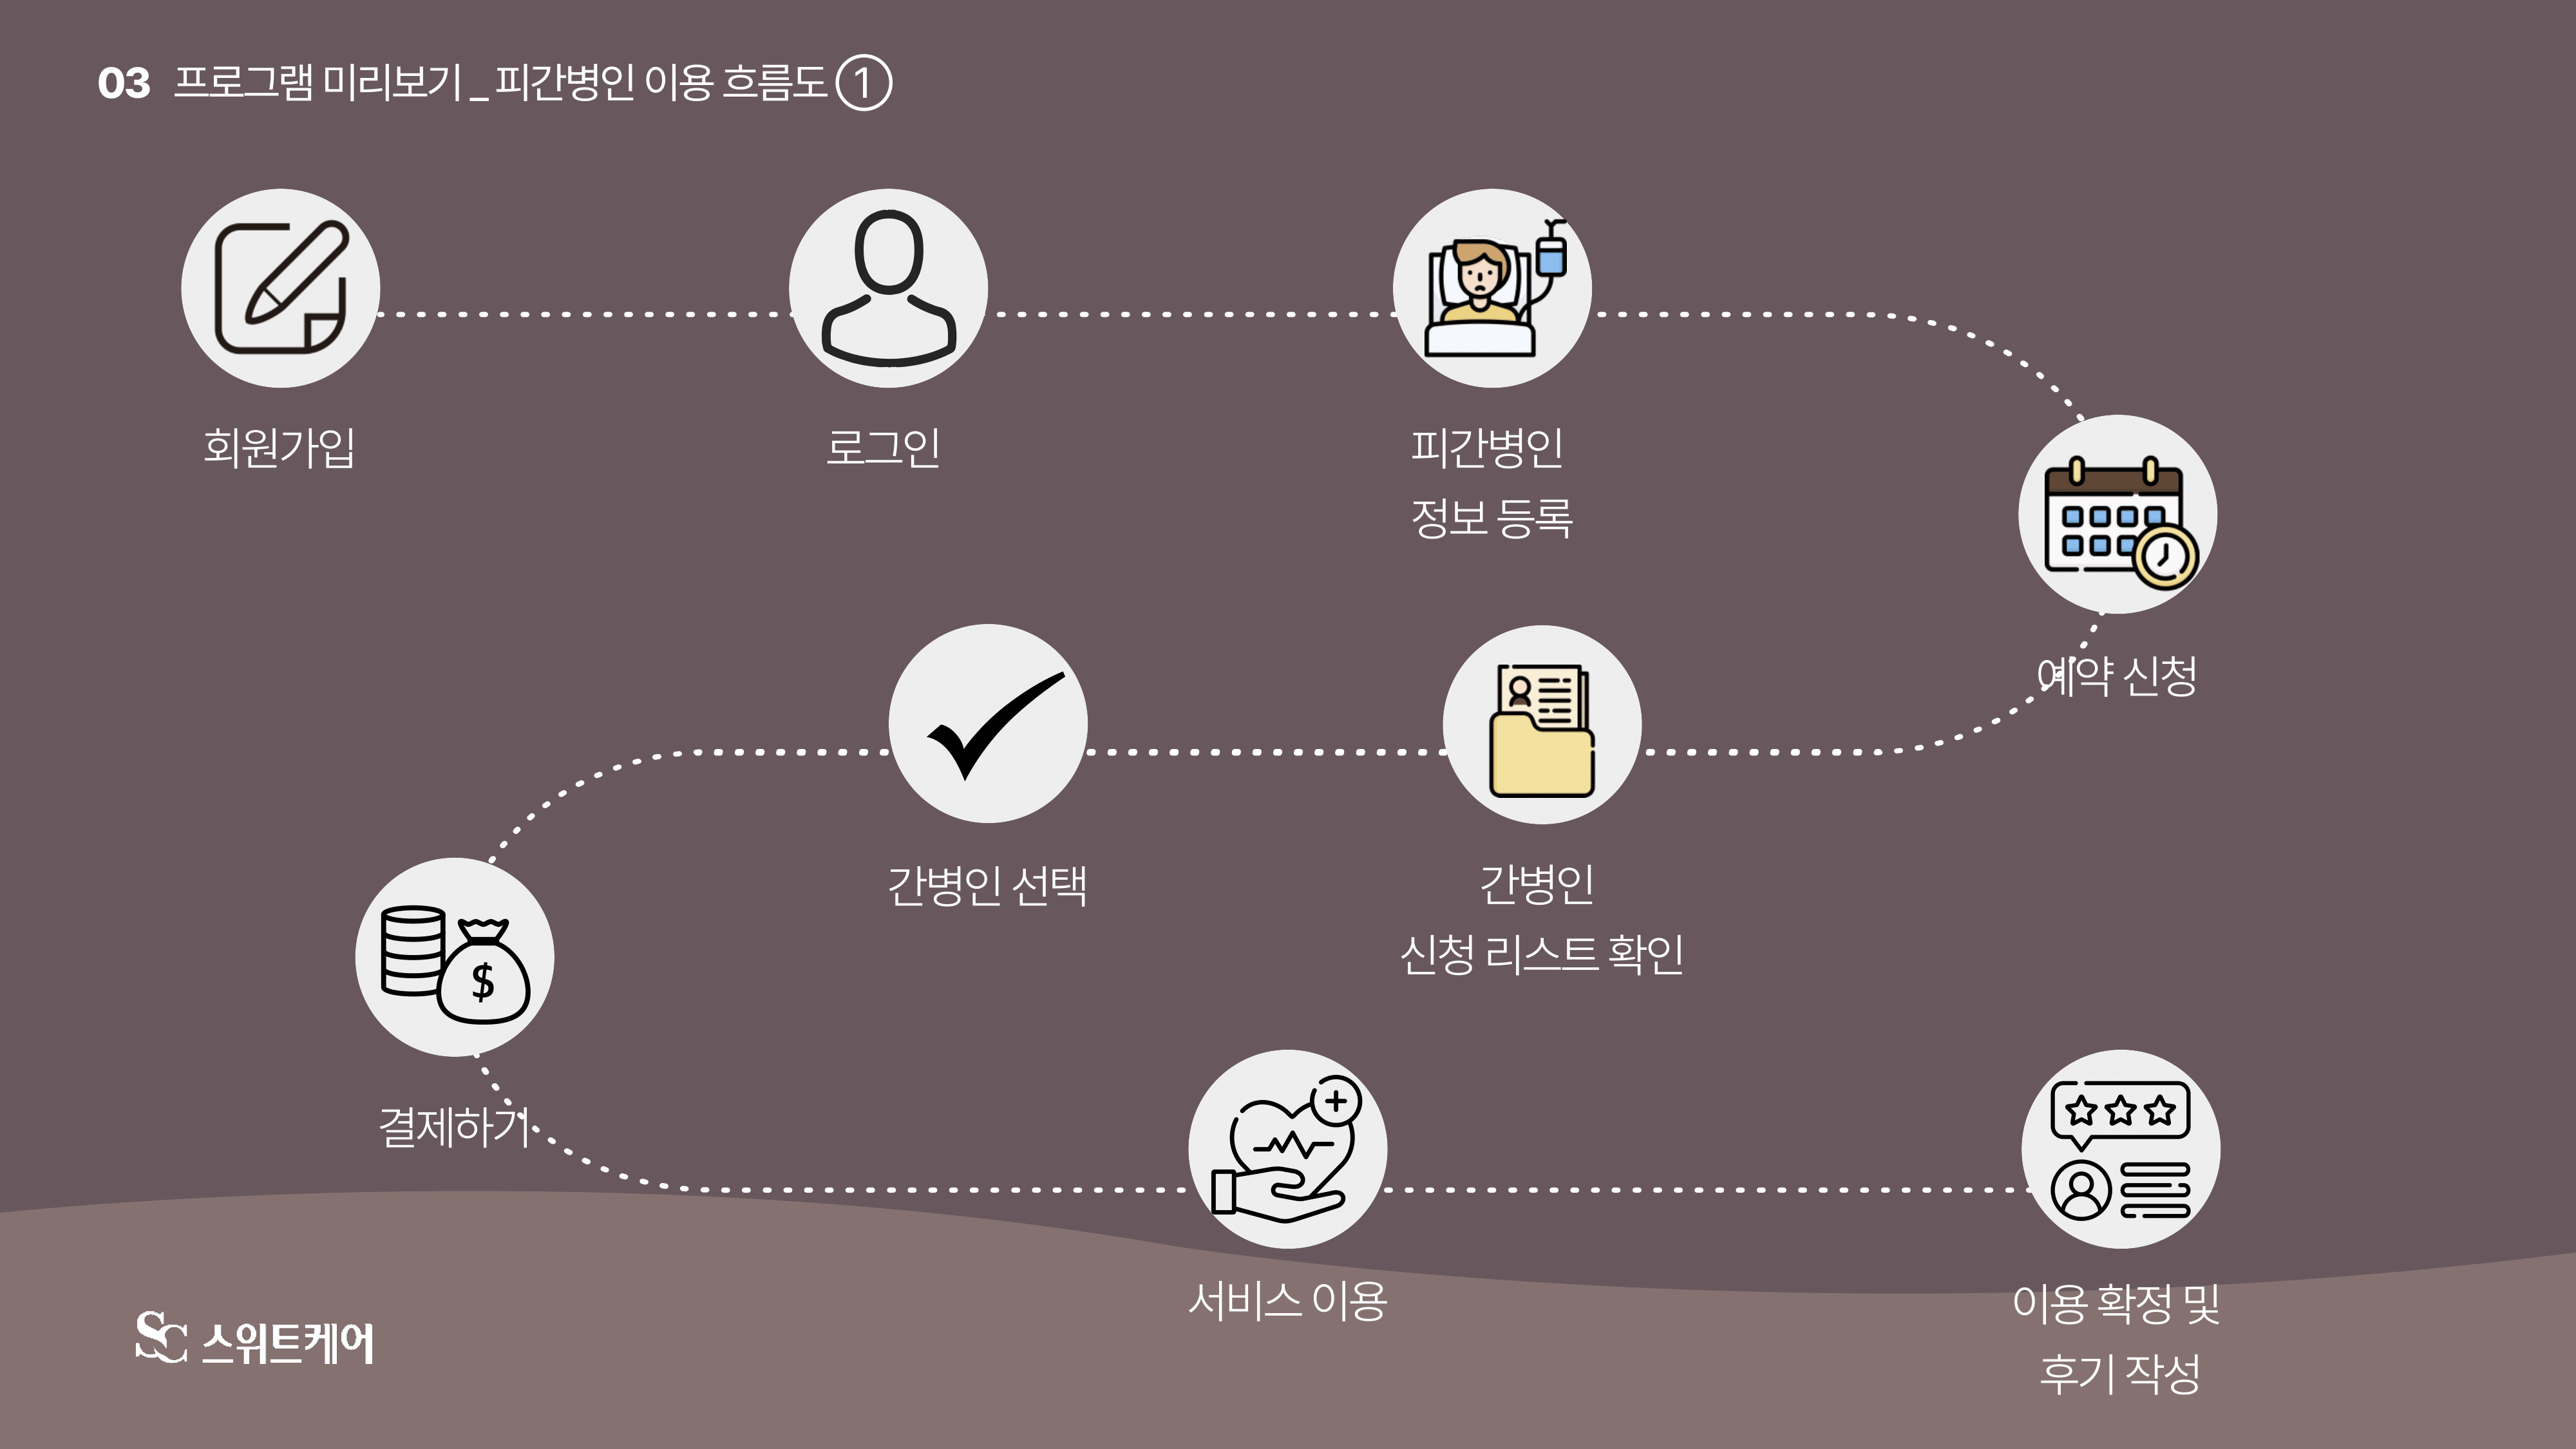 03 프로그램 미리보기 _ 피간병인 이용 흐름도 ①
회원가입
로그인
피간병인
정보 등록
예약 신청
간병인
신청 리스트 확인
간병인 선택
결제하기
$
서비스 이용
이용 확정 및
후기 작성
SC 스위트케어